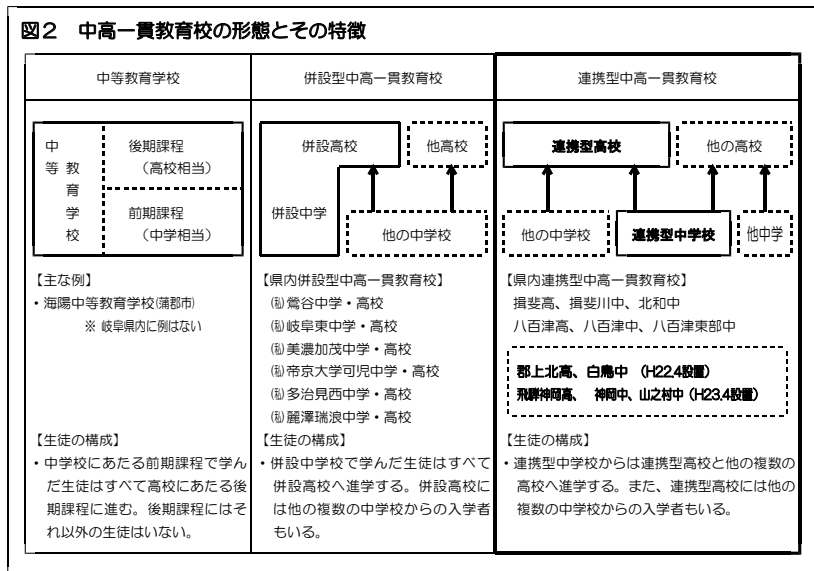 図2 中高一貫教育校の形態とその特徴
中等教育学校
中等教育学校
後期課程
(高校相当)
前期課程
(中学相当)
【主な例】
・海陽中等教育学校(蒲郡市)
※ 岐阜県内に例はない
【生徒の構成】
・中学校にあたる前期課程で学ん
だ生徒はすべて高校にあたる後
期課程に進む。後期課程にはそ
れ以外の生徒はいない。
併設型中高一貫教育校
併設高校
他高校
併設中学
他の中学校
【県内併設型中高一貫教育校】
㈳鶯谷中学・高校
㈳岐阜東中学・高校
㈳美濃加茂中学・高校
㈳帝京大学可児中学・高校
㈳多治見西中学・高校
㈳麗澤瑞浪中学・高校
【生徒の構成】
・併設中学校で学んだ生徒はすべて
併設高校へ進学する。併設高校に
は他の複数の中学校からの入学者
もいる。
連携型中高一貫教育校
連携型高校
他の高校
他の中学校
連携型中学校
他中学
【県内連携型中高一貫教育校】
揖斐高、揖斐川中、北和中
八百津高、八百津中、八百津東部中
郡上北高、白鳥中 (H22.4設置)
飛騨神岡高、 神岡中、山之村中(H23.4設置)
【生徒の構成】
・連携型中学校からは連携型高校と他の複数の
高校へ進学する。また、連携型高校には他の
複数の中学校からの入学者もいる。